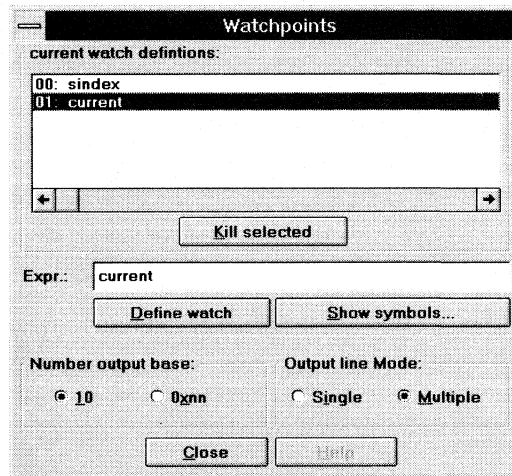 Watchpoints
current watch defintions:
00: sindex
01: current
Kill selected
Expr.: current
Define watch Show symbols...
Number output base: Output line Mode:
10 0xnn Single Multiple
Close Help